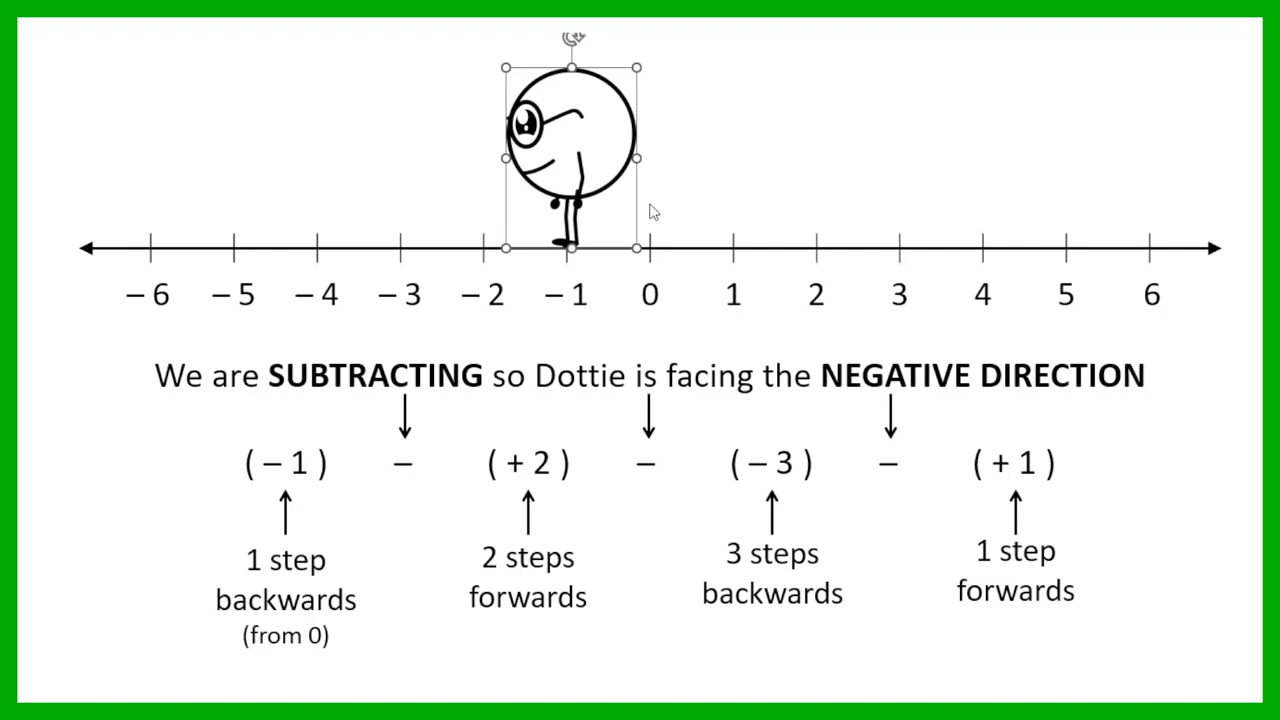 – 6 – 5 – 4 – 3 – 2 – 1 0 1 2 3 4 5 6
We are SUBTRACTING so Dottie is facing the NEGATIVE DIRECTION
( – 1 ) – ( + 2 ) – ( – 3 ) – ( + 1 )
1 step
backwards
(from 0)
2 steps
forwards
3 steps
backwards
1 step
forwards